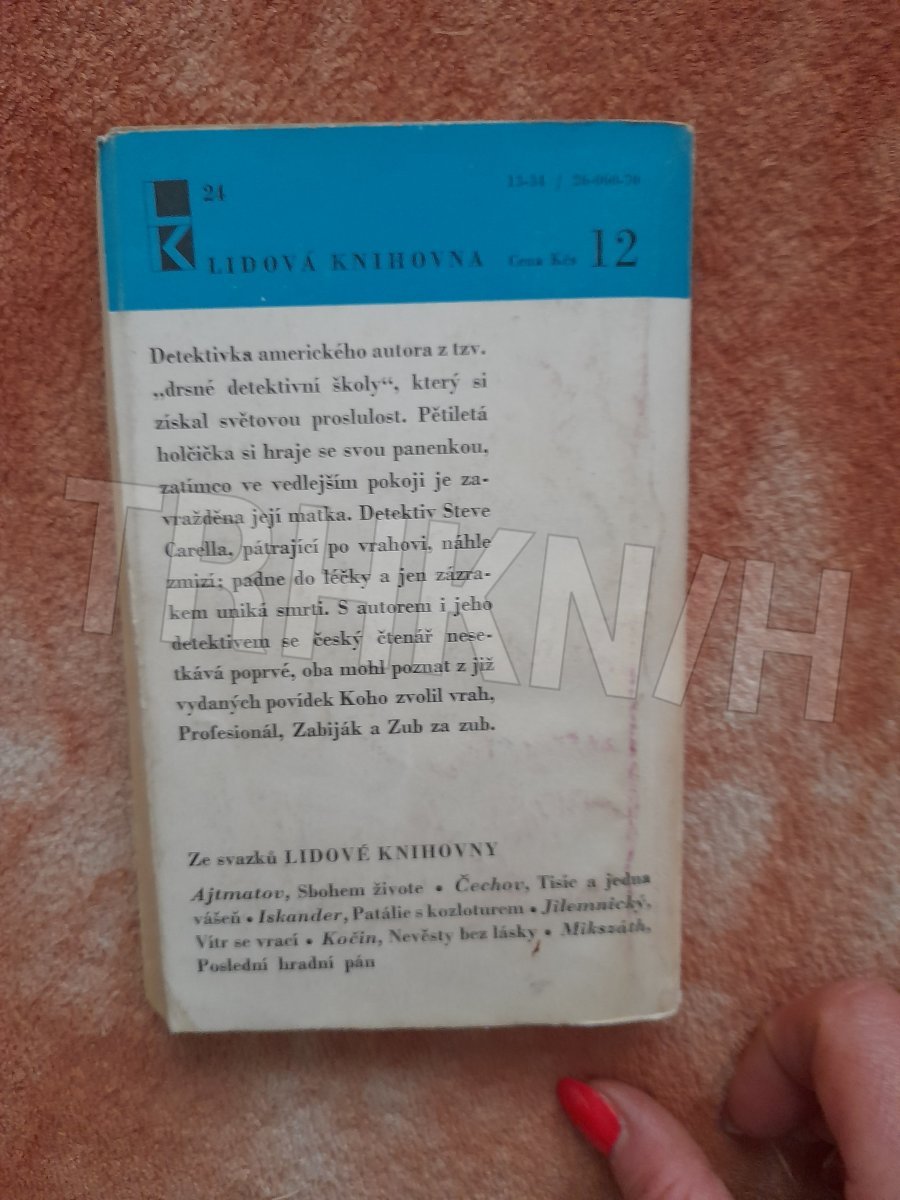 24
13-34 / 26-060-70
K
LIDOVÁ KNIHOVNA Cena Kčs 12
Detektivka amerického autora z tzv.
„drsné detektivní školy“, který si
získal světovou proslulost. Pětiletá
holčička si hraje se svou panenkou,
zatímco ve vedlejším pokoji je za-
vražděna její matka. Detektiv Steve
Carella, pátrající po vrahovi, náhle
zmizí; padne do léčky a jen zázra-
kem uniká smrti. S autorem i jeho
detektivem se český čtenář nese-
tkává poprvé, oba mohl poznat z již
vydaných povídek Koho zvolil vrah,
Profesionál, Zabiják a Zub za zub.
Ze svazků LIDOVÉ KNIHOVNY
Ajtmatov, Sbohem živote • Čechov, Tisíc a jedna
vášeň • Iskander, Patálie s kozloturem • Jilemnický,
Vítr se vrací • Kočin, Nevěsty bez lásky • Mikszáth,
Poslední hradní pán
TRHKNIH